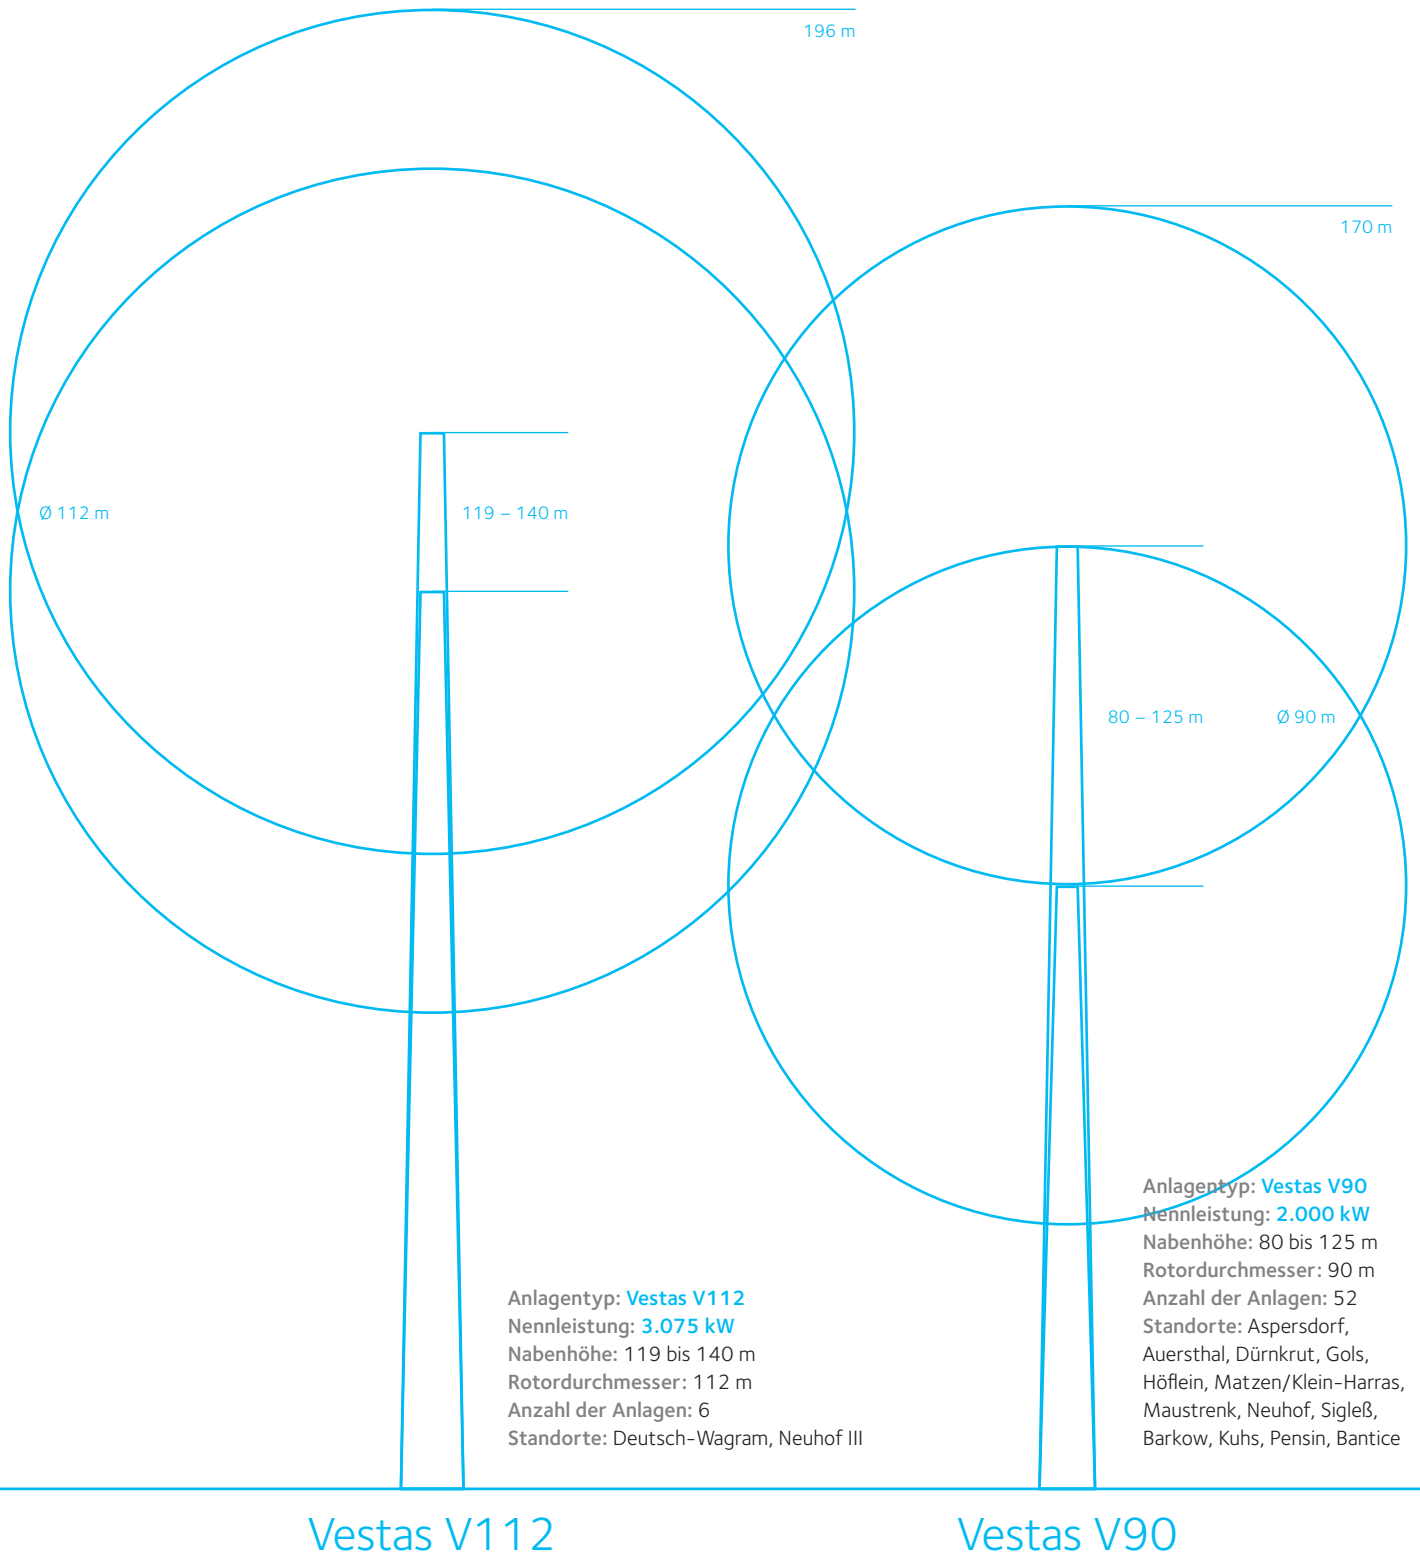 196 m
170 m
Ø 112 m
119 – 140 m
80 – 125 m
Ø 90 m
Anlagentyp: Vestas V112
Nennleistung: 3.075 kW
Nabenhöhe: 119 bis 140 m
Rotordurchmesser: 112 m
Anzahl der Anlagen: 6
Standorte: Deutsch-Wagram, Neuhof III
Anlagentyp: Vestas V90
Nennleistung: 2.000 kW
Nabenhöhe: 80 bis 125 m
Rotordurchmesser: 90 m
Anzahl der Anlagen: 52
Standorte: Aspersdorf,
Auersthal, Dürnkrut, Gols,
Höflein, Matzen/Klein-Harras,
Maustrenk, Neuhof, Sigleß,
Barkow, Kuhs, Pensin, Bantice
Vestas V112
Vestas V90